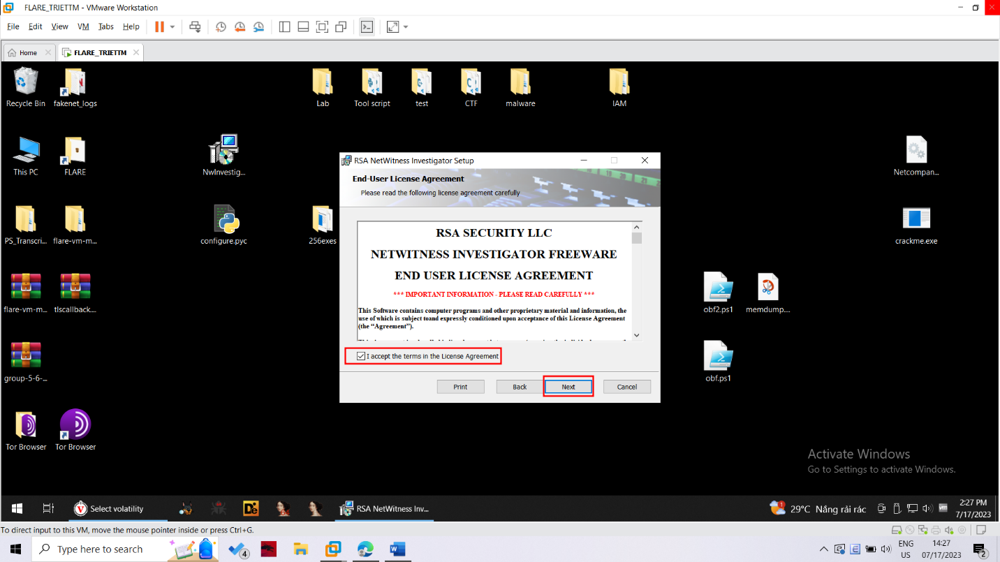 FLARE_TRIETTM - VMware Workstation
File Edit View VM Tabs Help
Home FLARE_TRIETTM
Recycle Bin fakenet_logs Lab Tool script test CTF malware IAM
This PC FLARE NwInvestig... Netcompan...
RSA NetWitness Investigator Setup
End-User License Agreement
Please read the following license agreement carefully
RSA SECURITY LLC
NETWITNESS INVESTIGATOR FREEWARE
END USER LICENSE AGREEMENT
*** IMPORTANT INFORMATION - PLEASE READ CAREFULLY ***
This Software contains computer programs and other proprietary material and information, the
use of which is subject toand expressly conditioned upon acceptance of this License Agreement
(the “Agreement”).
I accept the terms in the License Agreement
Print Back Next Cancel
PS_Transcri... flare-vm-m... configure.pyc 256exes crackme.exe
flare-vm-m... tlscallback.... obf2.ps1 memdump....
group-5-6-... obf.ps1
Tor Browser Tor Browser
Activate Windows
Go to Settings to activate Windows.
Select volatility RSA NetWitness Inv... 29°C Nắng rải rác 2:27 PM
7/17/2023
To direct input to this VM, move the mouse pointer inside or press Ctrl+G.
Type here to search 4 ENG 14:27
US 07/17/2023 2